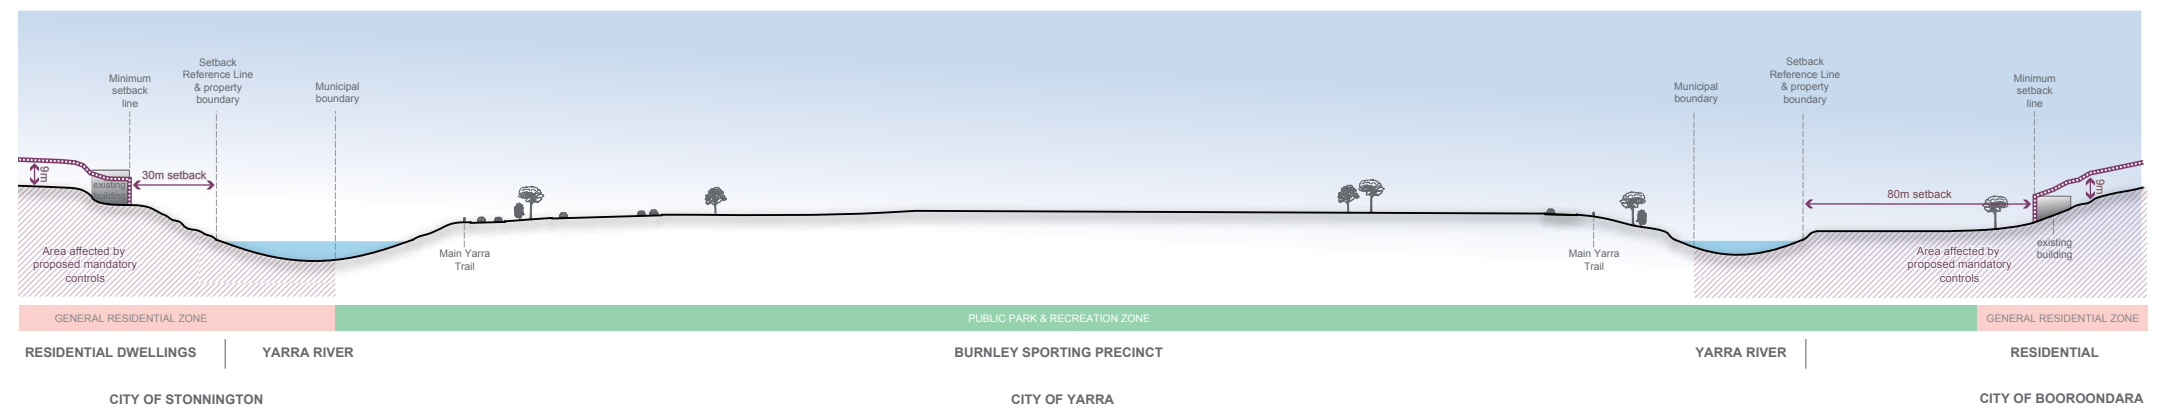 Minimum
setback
line
Setback
Reference Line
& property
boundary
Municipal
boundary
Municipal
boundary
Setback
Reference Line
& property
boundary
Minimum
setback
line
9m
existing
building
30m setback
80m setback
9m
Main Yarra
Trail
Main Yarra
Trail
existing
building
Area affected by
proposed mandatory
controls
Area affected by
proposed mandatory
controls
GENERAL RESIDENTIAL ZONE
PUBLIC PARK & RECREATION ZONE
GENERAL RESIDENTIAL ZONE
RESIDENTIAL DWELLINGS
YARRA RIVER
BURNLEY SPORTING PRECINCT
YARRA RIVER
RESIDENTIAL
CITY OF STONNINGTON
CITY OF YARRA
CITY OF BOOROONDARA